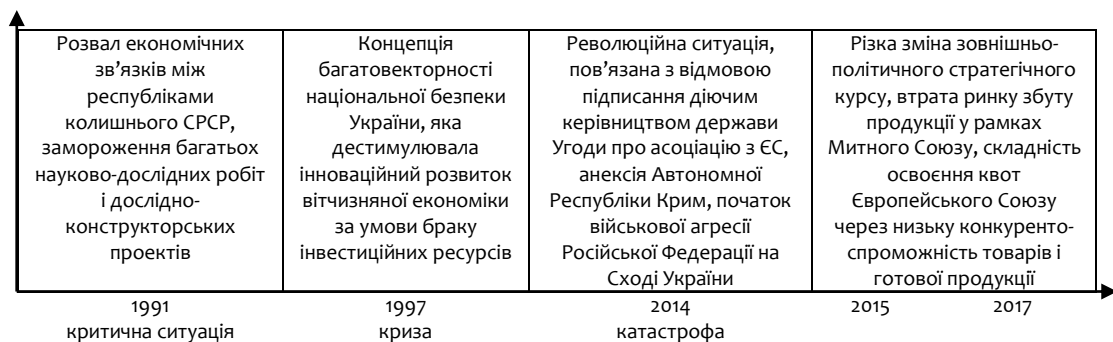 Розвал економічних
зв’язків між
республіками
колишнього СРСР,
замороження багатьох
науково-дослідних робіт
і дослідно-
конструкторських
проектів
Концепція
багатовекторності
національної безпеки
України, яка
дестимулювала
інноваційний розвиток
вітчизняної економіки
за умови браку
інвестиційних ресурсів
Революційна ситуація,
пов’язана з відмовою
підписання діючим
керівництвом держави
Угоди про асоціацію з ЄС,
анексія Автономної
Республіки Крим, початок
військової агресії
Російської Федерації на
Сході України
Різка зміна зовнішньо-
політичного стратегічного
курсу, втрата ринку збуту
продукції у рамках
Митного Союзу, складність
освоєння квот
Європейського Союзу
через низьку конкуренто-
спроможність товарів і
готової продукції
1991
критична ситуація
1997
криза
2014
катастрофа
2015
2017